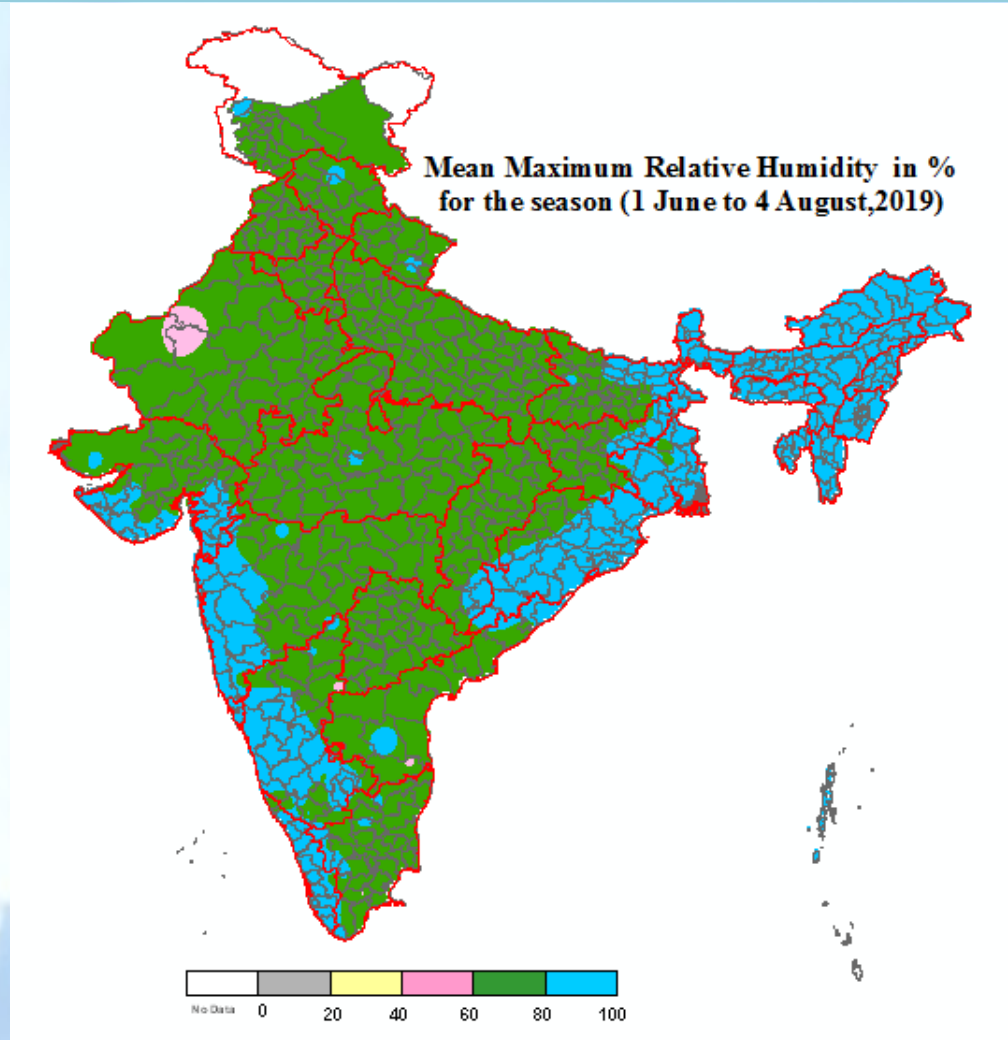 Mean Maximum Relative Humidity in %
for the season (1 June to 4 August,2019)
No Data 0 20 40 60 80 100